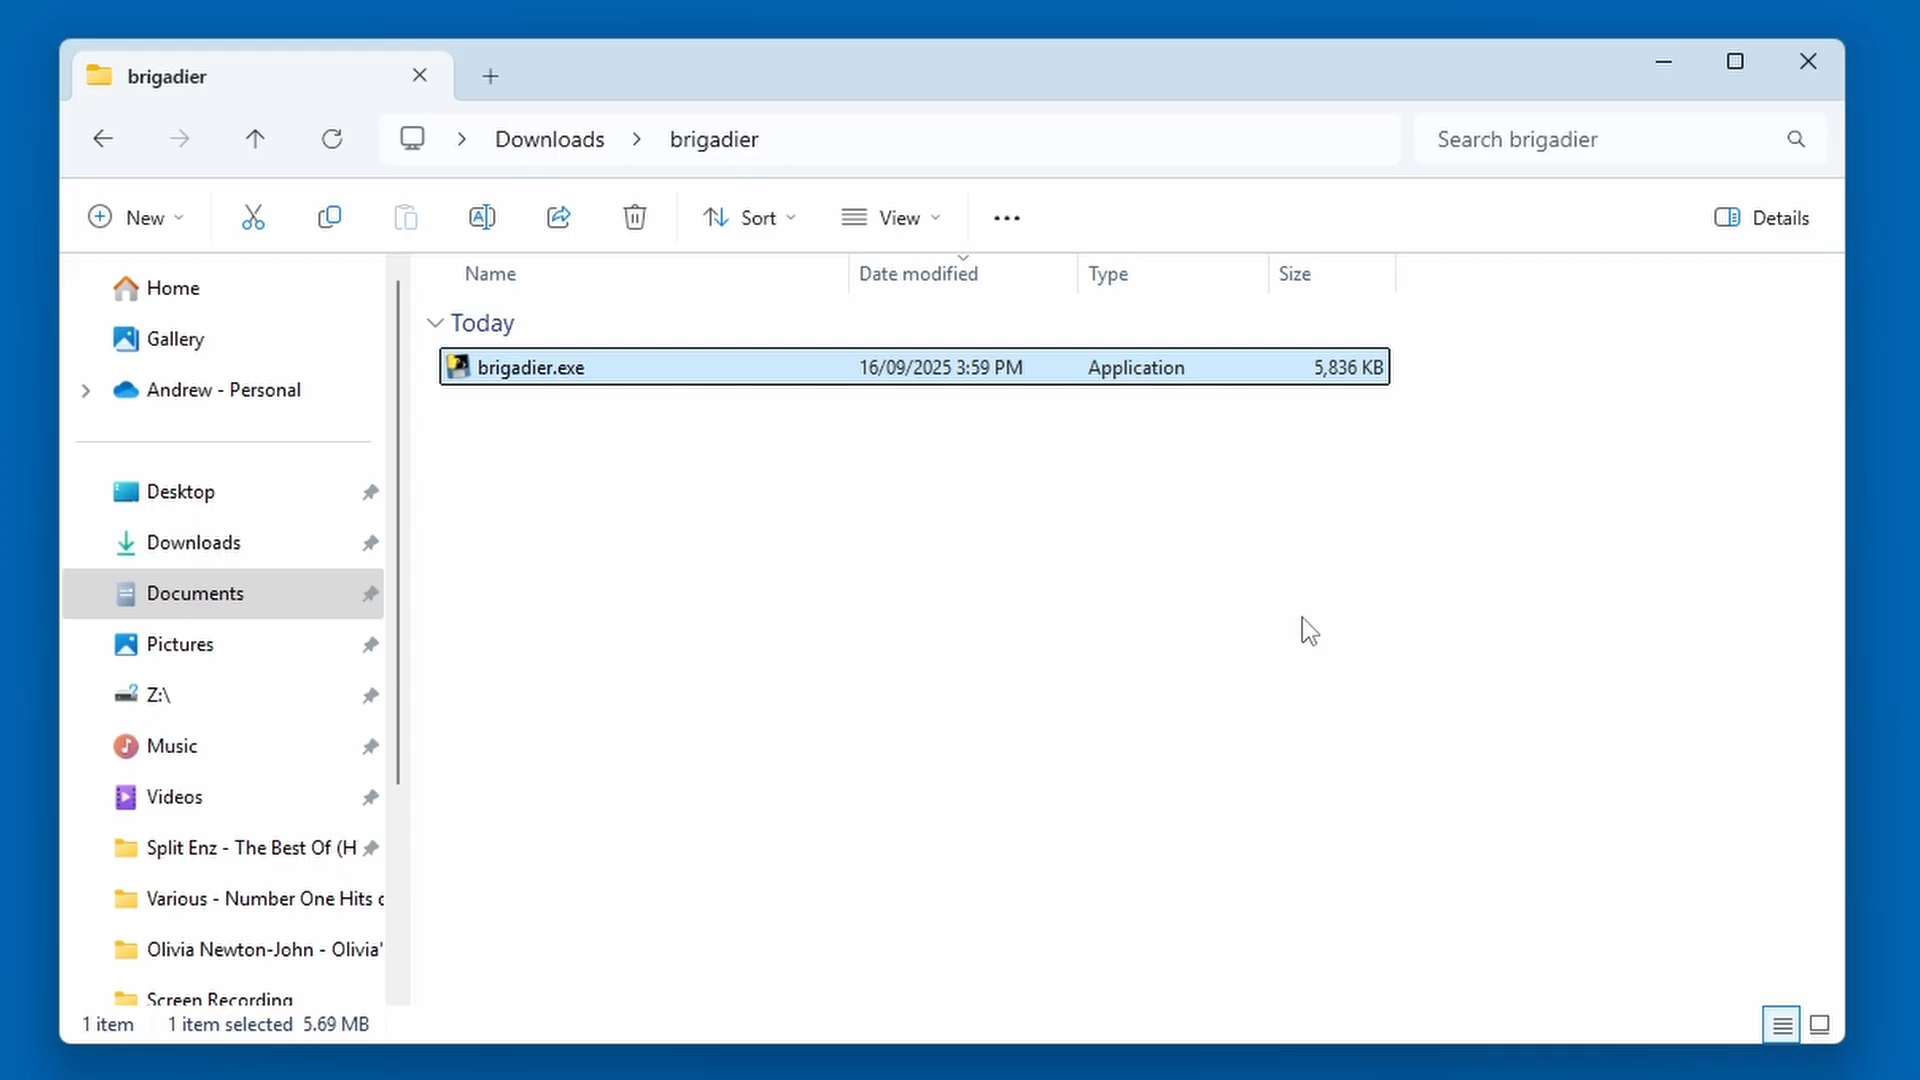 brigadier
Downloads
brigadier
Search brigadier
New
Sort
View
Details
Home
Gallery
Andrew - Personal
Desktop
Downloads
Documents
Pictures
Z:\
Music
Videos
Split Enz - The Best Of (H
Various - Number One Hits
Olivia Newton-John - Olivia'
Screen Recording
Name
Date modified
Type
Size
Today
brigadier.exe 16/09/2025 3:59 PM Application 5,836 KB
1 item 1 item selected 5.69 MB